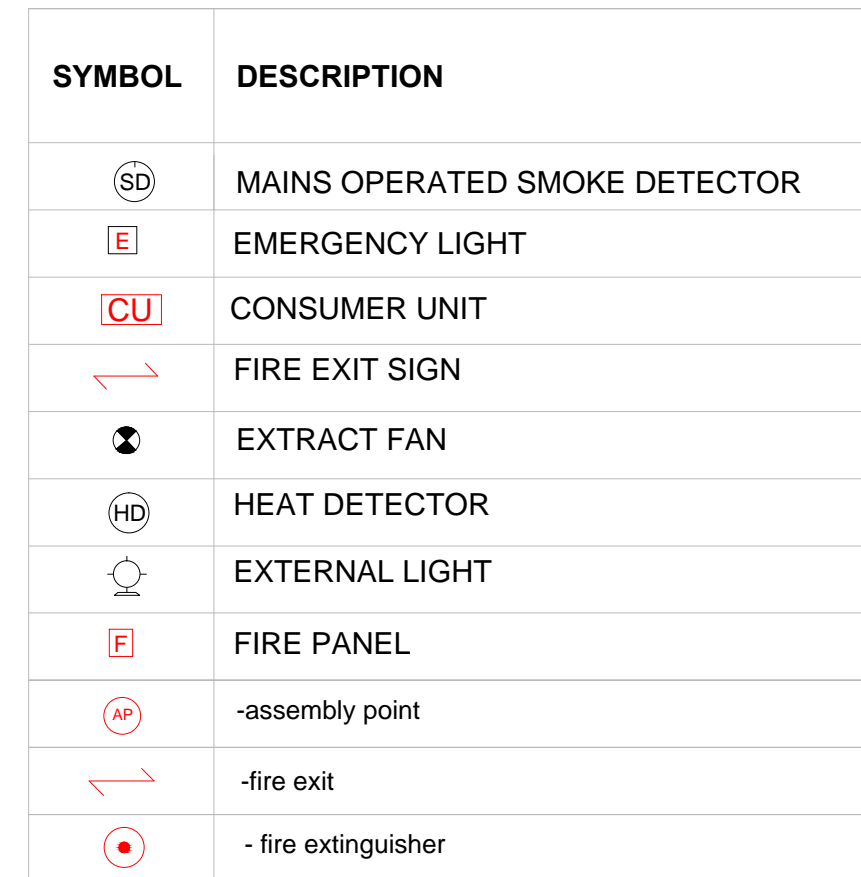 SYMBOL DESCRIPTION
SD MAINS OPERATED SMOKE DETECTOR
E EMERGENCY LIGHT
CU CONSUMER UNIT
FIRE EXIT SIGN
EXTRACT FAN
HD HEAT DETECTOR
EXTERNAL LIGHT
F FIRE PANEL
AP -assembly point
-fire exit
- fire extinguisher